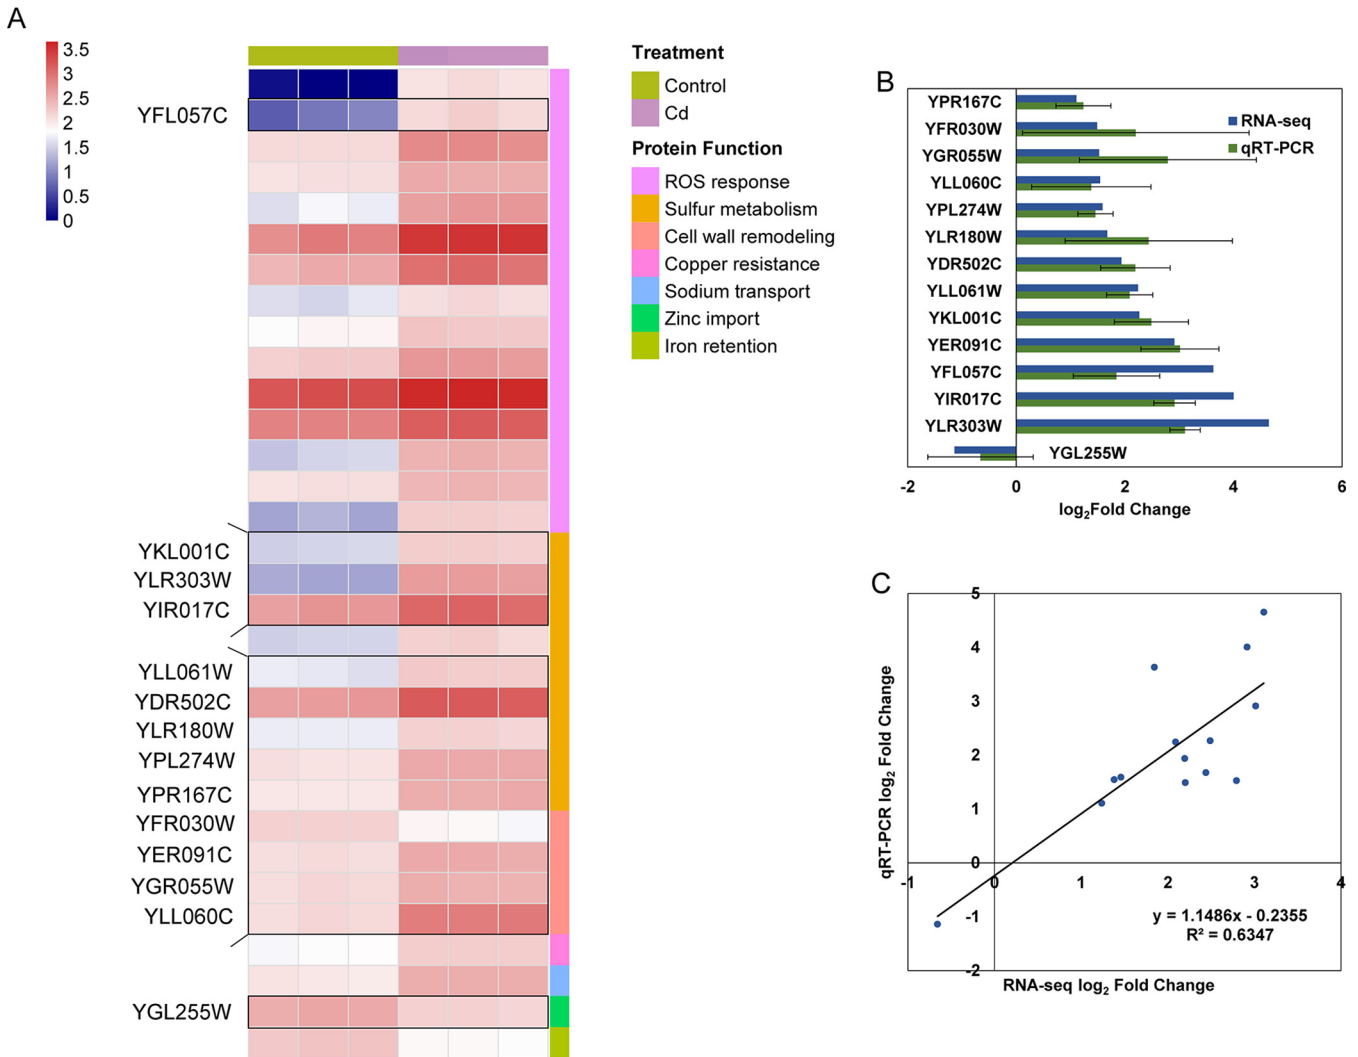 A
3.5
3
2.5
2
1.5
1
0.5
0
YFL057C
YKL001C
YLR303W
YIR017C
YLL061W
YDR502C
YLR180W
YPL274W
YPR167C
YFR030W
YER091C
YGR055W
YLL060C
YGL255W
Treatment
Control
Cd
Protein Function
ROS response
Sulfur metabolism
Cell wall remodeling
Copper resistance
Sodium transport
Zinc import
Iron retention
B
YPR167C
YFR030W
YGR055W
YLL060C
YPL274W
YLR180W
YDR502C
YLL061W
YKL001C
YER091C
YFL057C
YIR017C
YLR303W
YGL255W
RNA-seq
qRT-PCR
-2 0 2 4 6
log2Fold Change
C
qRT-PCR log2 Fold Change
5
4
3
2
1
0
-1
-2
-1 0 1 2 3 4
y = 1.1486x - 0.2355
R² = 0.6347
RNA-seq log2 Fold Change